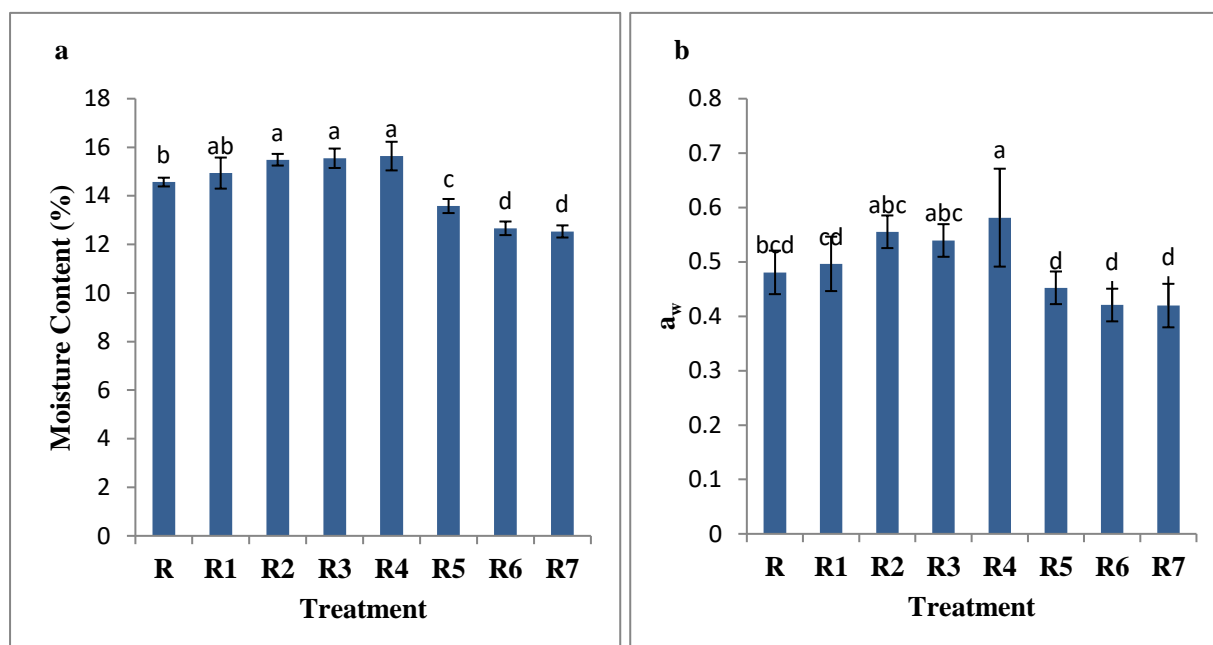 a
Moisture Content (%)
18
16
14
12
10
8
6
4
2
0
b ab a a a c d d
R R1 R2 R3 R4 R5 R6 R7
Treatment
b
a_w
0.8
0.7
0.6
0.5
0.4
0.3
0.2
0.1
0
bcd cd abc abc a d d d
R R1 R2 R3 R4 R5 R6 R7
Treatment